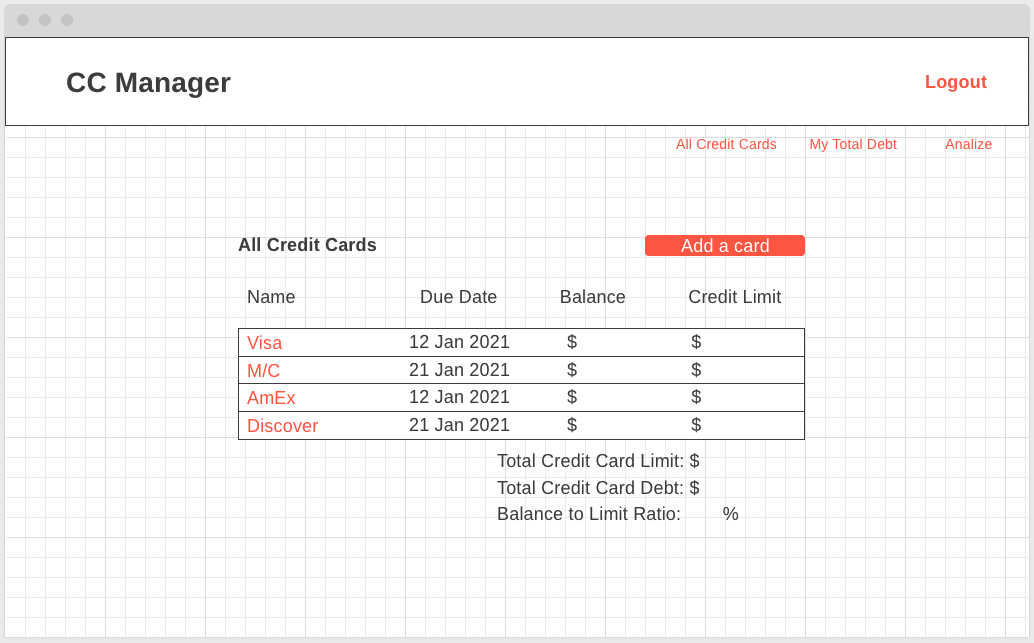 CC Manager Logout
All Credit Cards My Total Debt Analize
All Credit Cards Add a card
Name Due Date Balance Credit Limit
Visa 12 Jan 2021 $ $
M/C 21 Jan 2021 $ $
AmEx 12 Jan 2021 $ $
Discover 21 Jan 2021 $ $
Total Credit Card Limit: $
Total Credit Card Debt: $
Balance to Limit Ratio: %